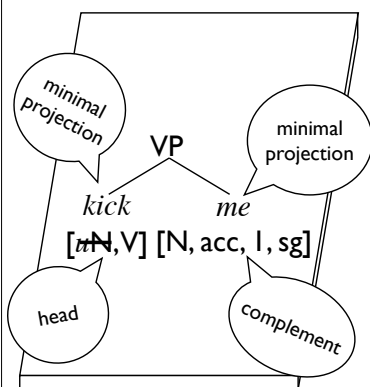 minimal
projection
minimal
projection
VP
kick me
[uN, V] [N, acc, 1, sg]
head
complement